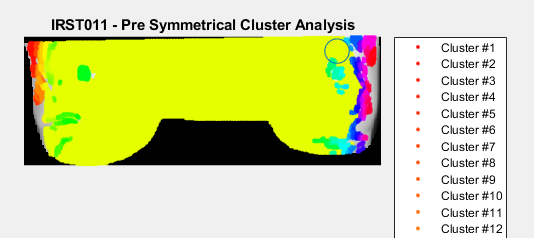 IRST011 - Pre Symmetrical Cluster Analysis
Cluster #1
Cluster #2
Cluster #3
Cluster #4
Cluster #5
Cluster #6
Cluster #7
Cluster #8
Cluster #9
Cluster #10
Cluster #11
Cluster #12